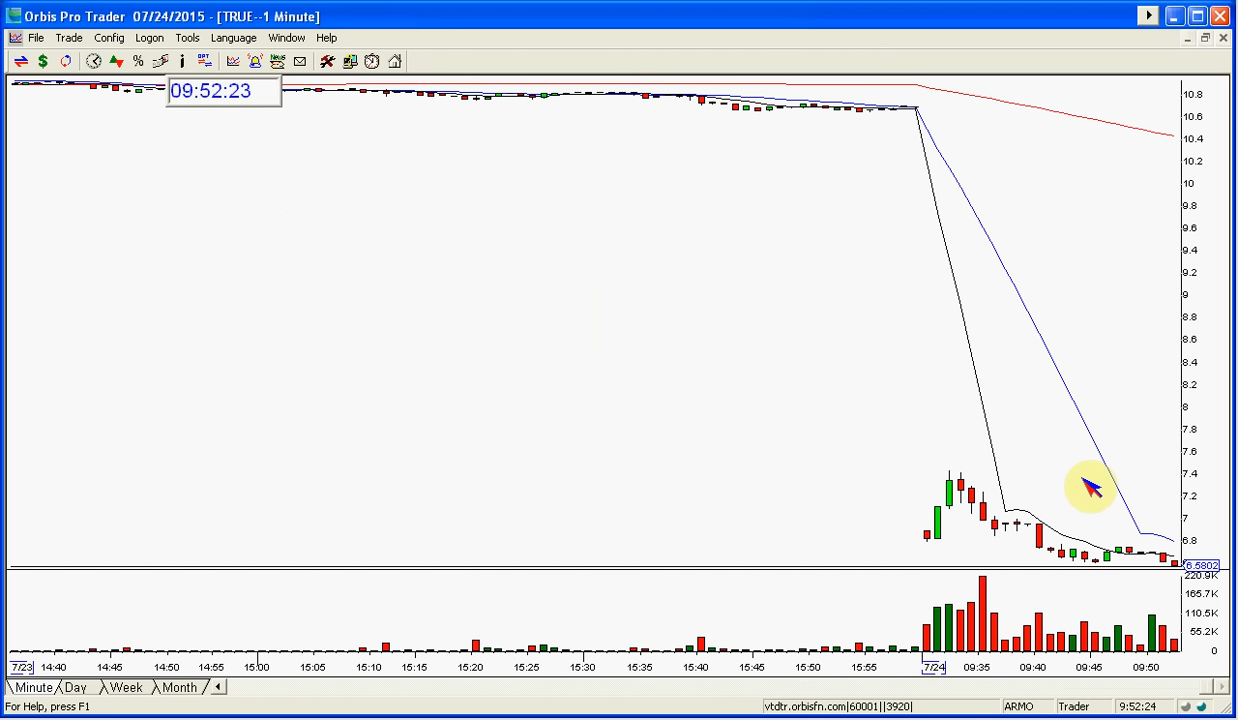 Orbis Pro Trader 07/24/2015 - [TRUE--1 Minute]
File Trade Config Logon Tools Language Window Help
09:52:23
10.8
10.6
10.4
10.2
10
9.8
9.6
9.4
9.2
9
8.8
8.6
8.4
8.2
8
7.8
7.6
7.4
7.2
7
6.8
6.5802
220.9K
165.7K
110.5K
55.2K
0
7/23 14:40 14:45 14:50 14:55 15:00 15:05 15:10 15:15 15:20 15:25 15:30 15:35 15:40 15:45 15:50 15:55 7/24 09:35 09:40 09:45 09:50
Minute Day Week Month
For Help, press F1 vtdtr.orbisfn.com|60001||3920| ARMO Trader 9:52:24